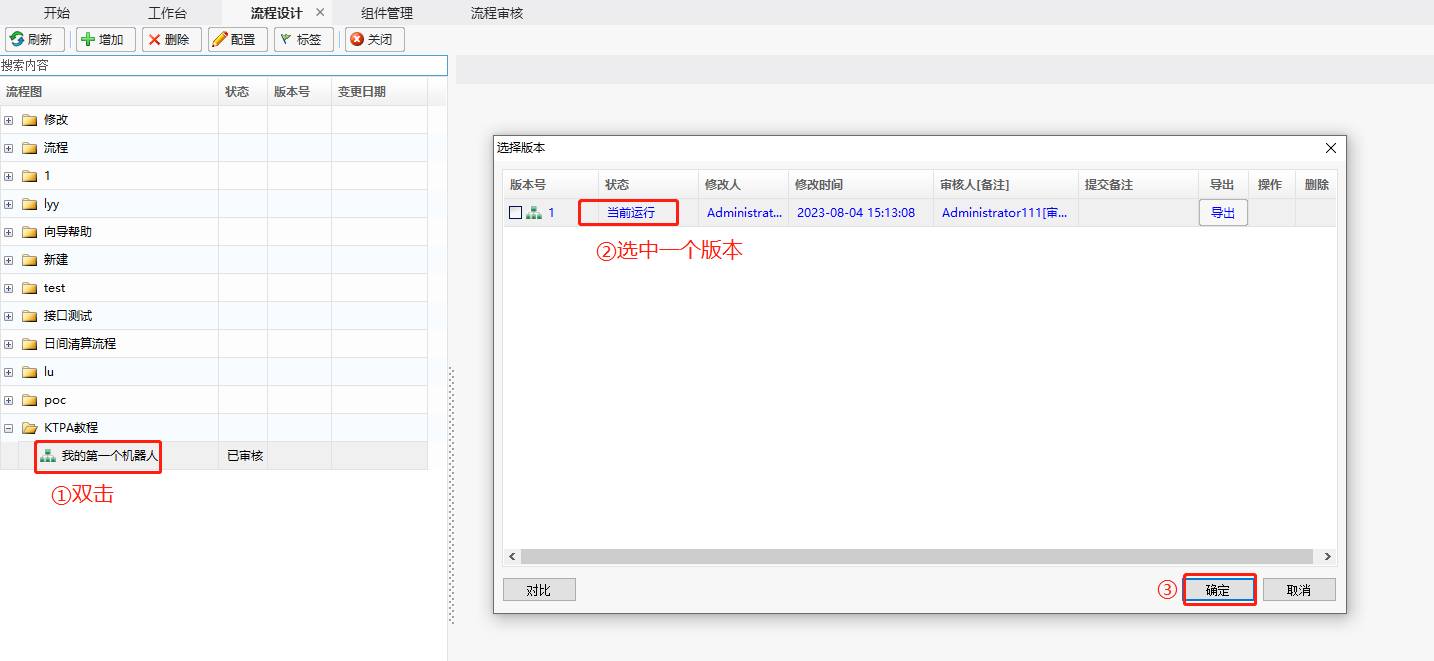 开始 工作台 流程设计 × 组件管理 流程审核
刷新 增加 删除 配置 标签 关闭
搜索内容
流程图 状态 版本号 变更日期
修改
流程
1
lyy
向导帮助
新建
test
接口测试
日间清算流程
lu
poc
KTPA教程
我的第一个机器人 已审核
①双击
选择版本
版本号 状态 修改人 修改时间 审核人[备注] 提交备注 导出 操作 删除
1 当前运行 Administrat... 2023-08-04 15:13:08 Administrator111[审... 导出
②选中一个版本
对比 ③ 确定 取消